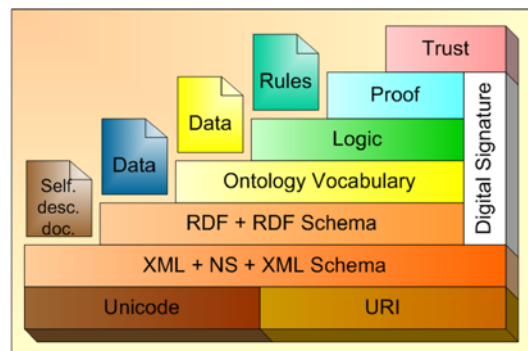 Trust
Rules
Proof
Data
Logic
Digital Signature
Data
Ontology Vocabulary
Self.
desc.
doc.
RDF + RDF Schema
XML + NS + XML Schema
Unicode
URI